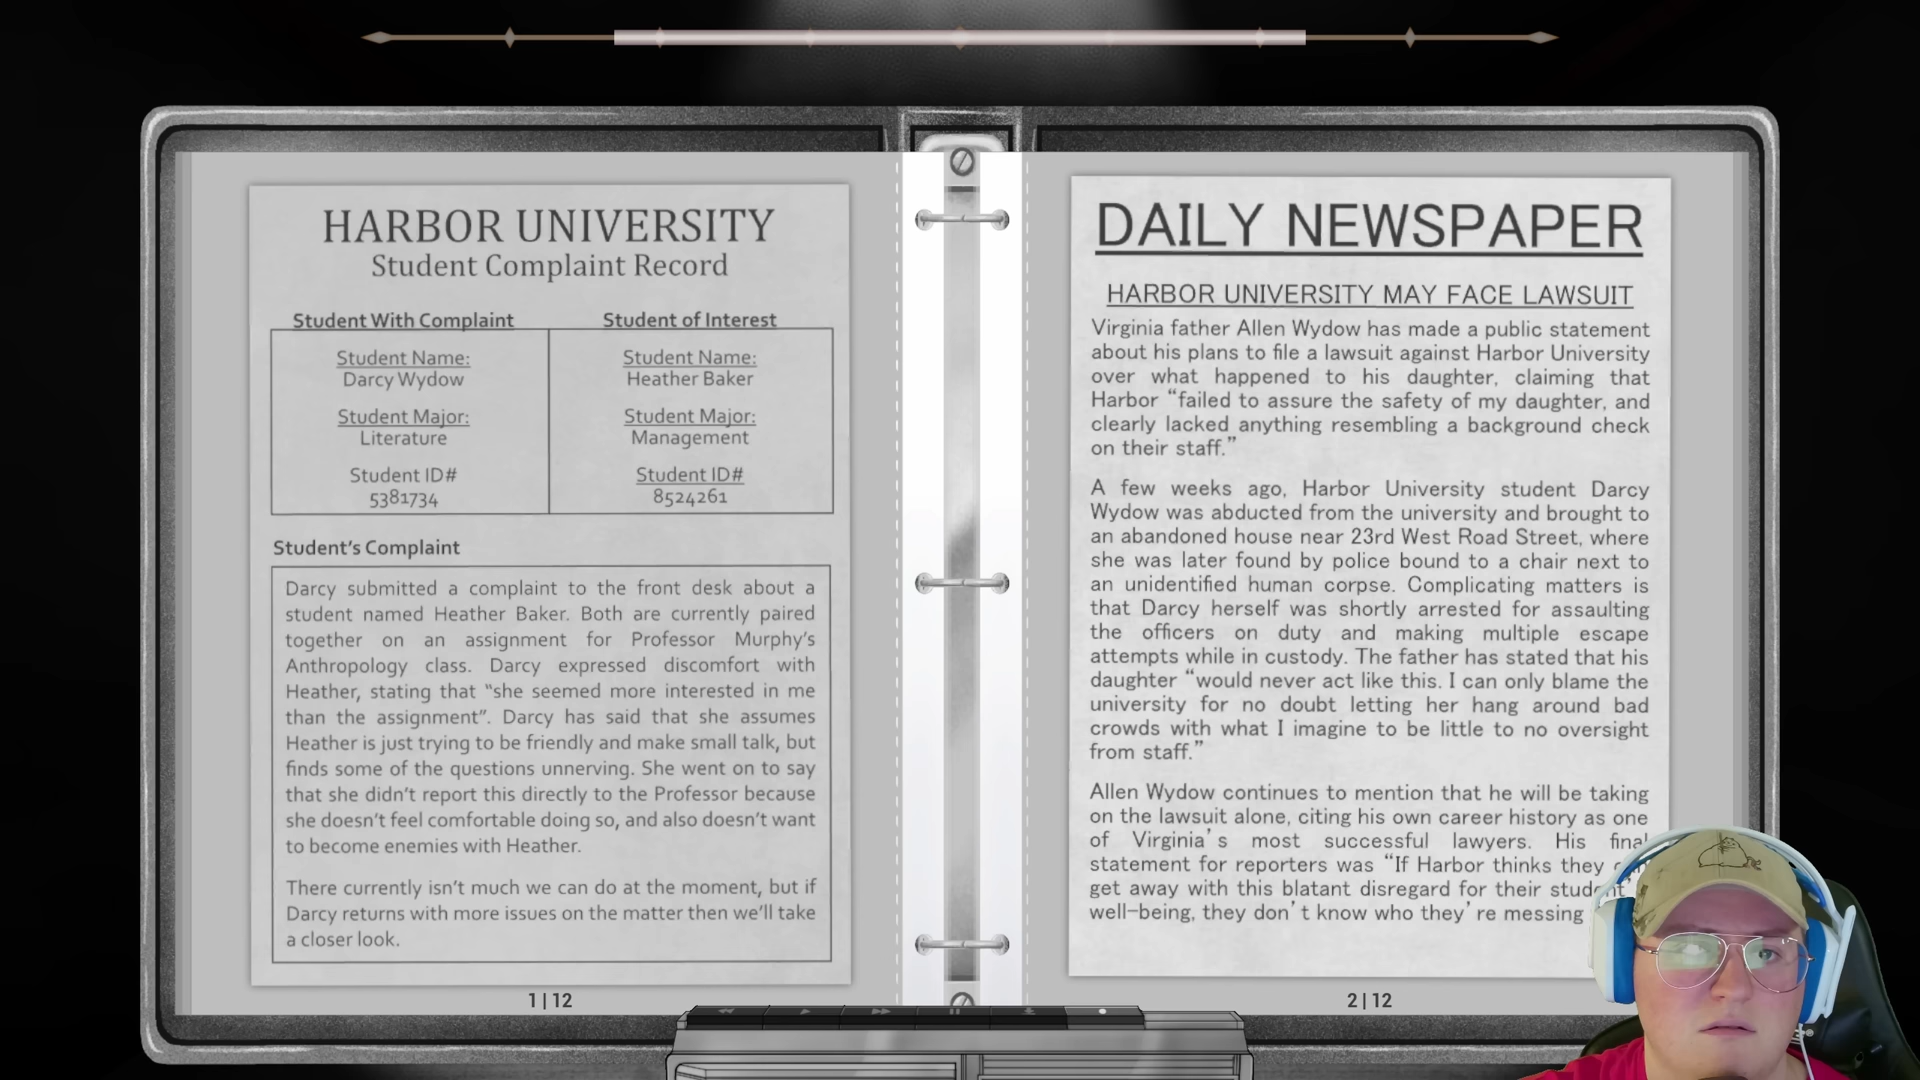 HARBOR UNIVERSITY
Student Complaint Record
Student With Complaint
Student of Interest
Student Name:
Darcy Wydow
Student Major:
Literature
Student ID#
5381734
Student Name:
Heather Baker
Student Major:
Management
Student ID#
8524261
Student's Complaint
Darcy submitted a complaint to the front desk about a
student named Heather Baker. Both are currently paired
together on an assignment for Professor Murphy's
Anthropology class. Darcy expressed discomfort with
Heather, stating that "she seemed more interested in me
than the assignment". Darcy has said that she assumes
Heather is just trying to be friendly and make small talk, but
finds some of the questions unnerving. She went on to say
that she didn't report this directly to the Professor because
she doesn't feel comfortable doing so, and also doesn't want
to become enemies with Heather.
There currently isn't much we can do at the moment, but if
Darcy returns with more issues on the matter then we'll take
a closer look.
1 | 12
DAILY NEWSPAPER
HARBOR UNIVERSITY MAY FACE LAWSUIT
Virginia father Allen Wydow has made a public statement
about his plans to file a lawsuit against Harbor University
over what happened to his daughter, claiming that
Harbor "failed to assure the safety of my daughter, and
clearly lacked anything resembling a background check
on their staff."
A few weeks ago, Harbor University student Darcy
Wydow was abducted from the university and brought to
an abandoned house near 23rd West Road Street, where
she was later found by police bound to a chair next to
an unidentified human corpse. Complicating matters is
that Darcy herself was shortly arrested for assaulting
the officers on duty and making multiple escape
attempts while in custody. The father has stated that his
daughter "would never act like this. I can only blame the
university for no doubt letting her hang around bad
crowds with what I imagine to be little to no oversight
from staff."
Allen Wydow continues to mention that he will be taking
on the lawsuit alone, citing his own career history as one
of Virginia's most successful lawyers. His final
statement for reporters was "If Harbor thinks they
get away with this blatant disregard for their
well-being, they don't know who they're messing
2 | 12